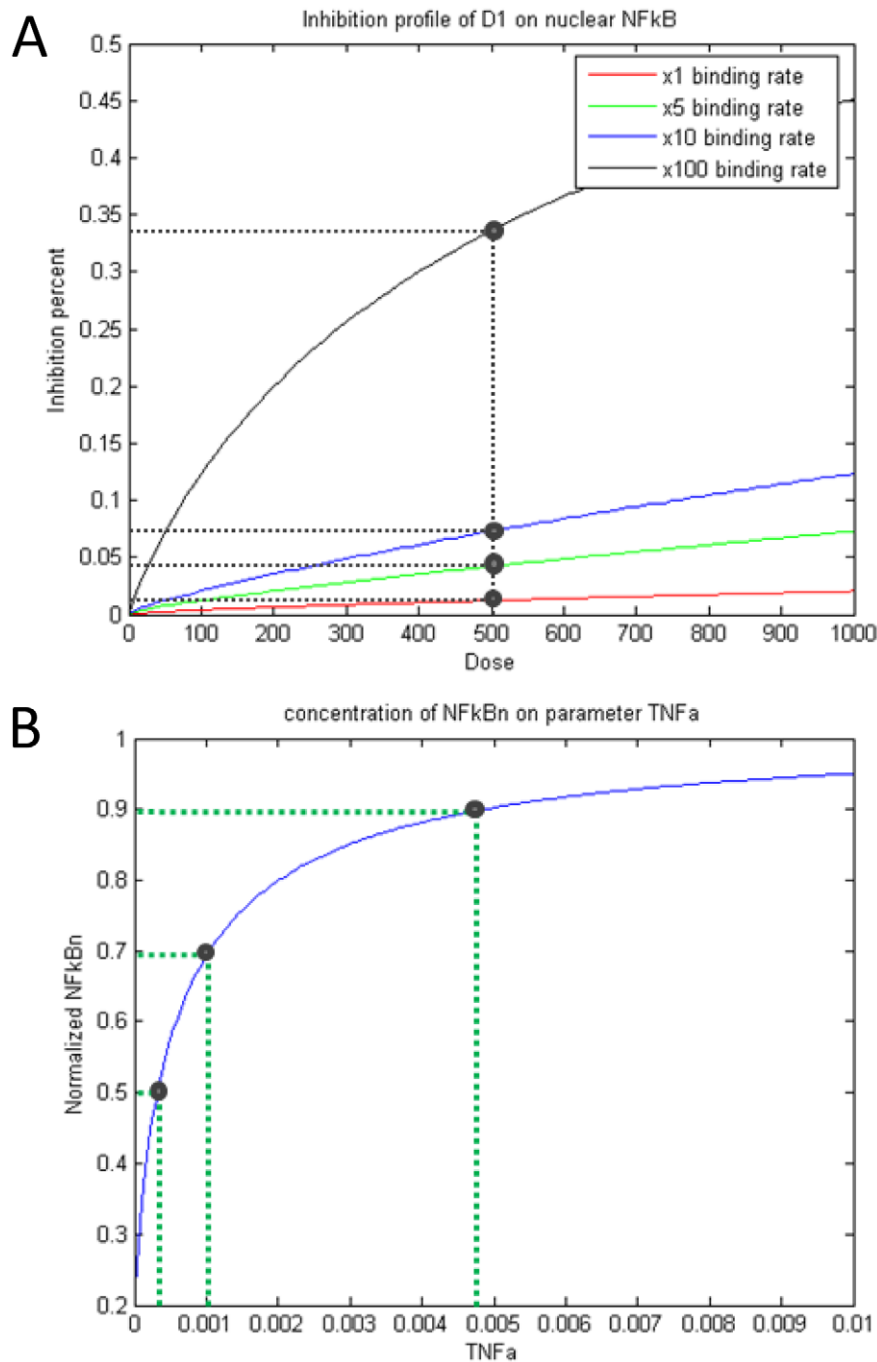 A
Inhibition profile of D1 on nuclear NFkB
0.5
0.45
0.4
0.35
0.3
0.25
0.2
0.15
0.1
0.05
0
Inhibition percent
x1 binding rate
x5 binding rate
x10 binding rate
x100 binding rate
0 100 200 300 400 500 600 700 800 900 1000
Dose
B
concentration of NFkBn on parameter TNFa
1
0.9
0.8
0.7
0.6
0.5
0.4
0.3
0.2
Normalized NFkBn
0 0.001 0.002 0.003 0.004 0.005 0.006 0.007 0.008 0.009 0.01
TNFa